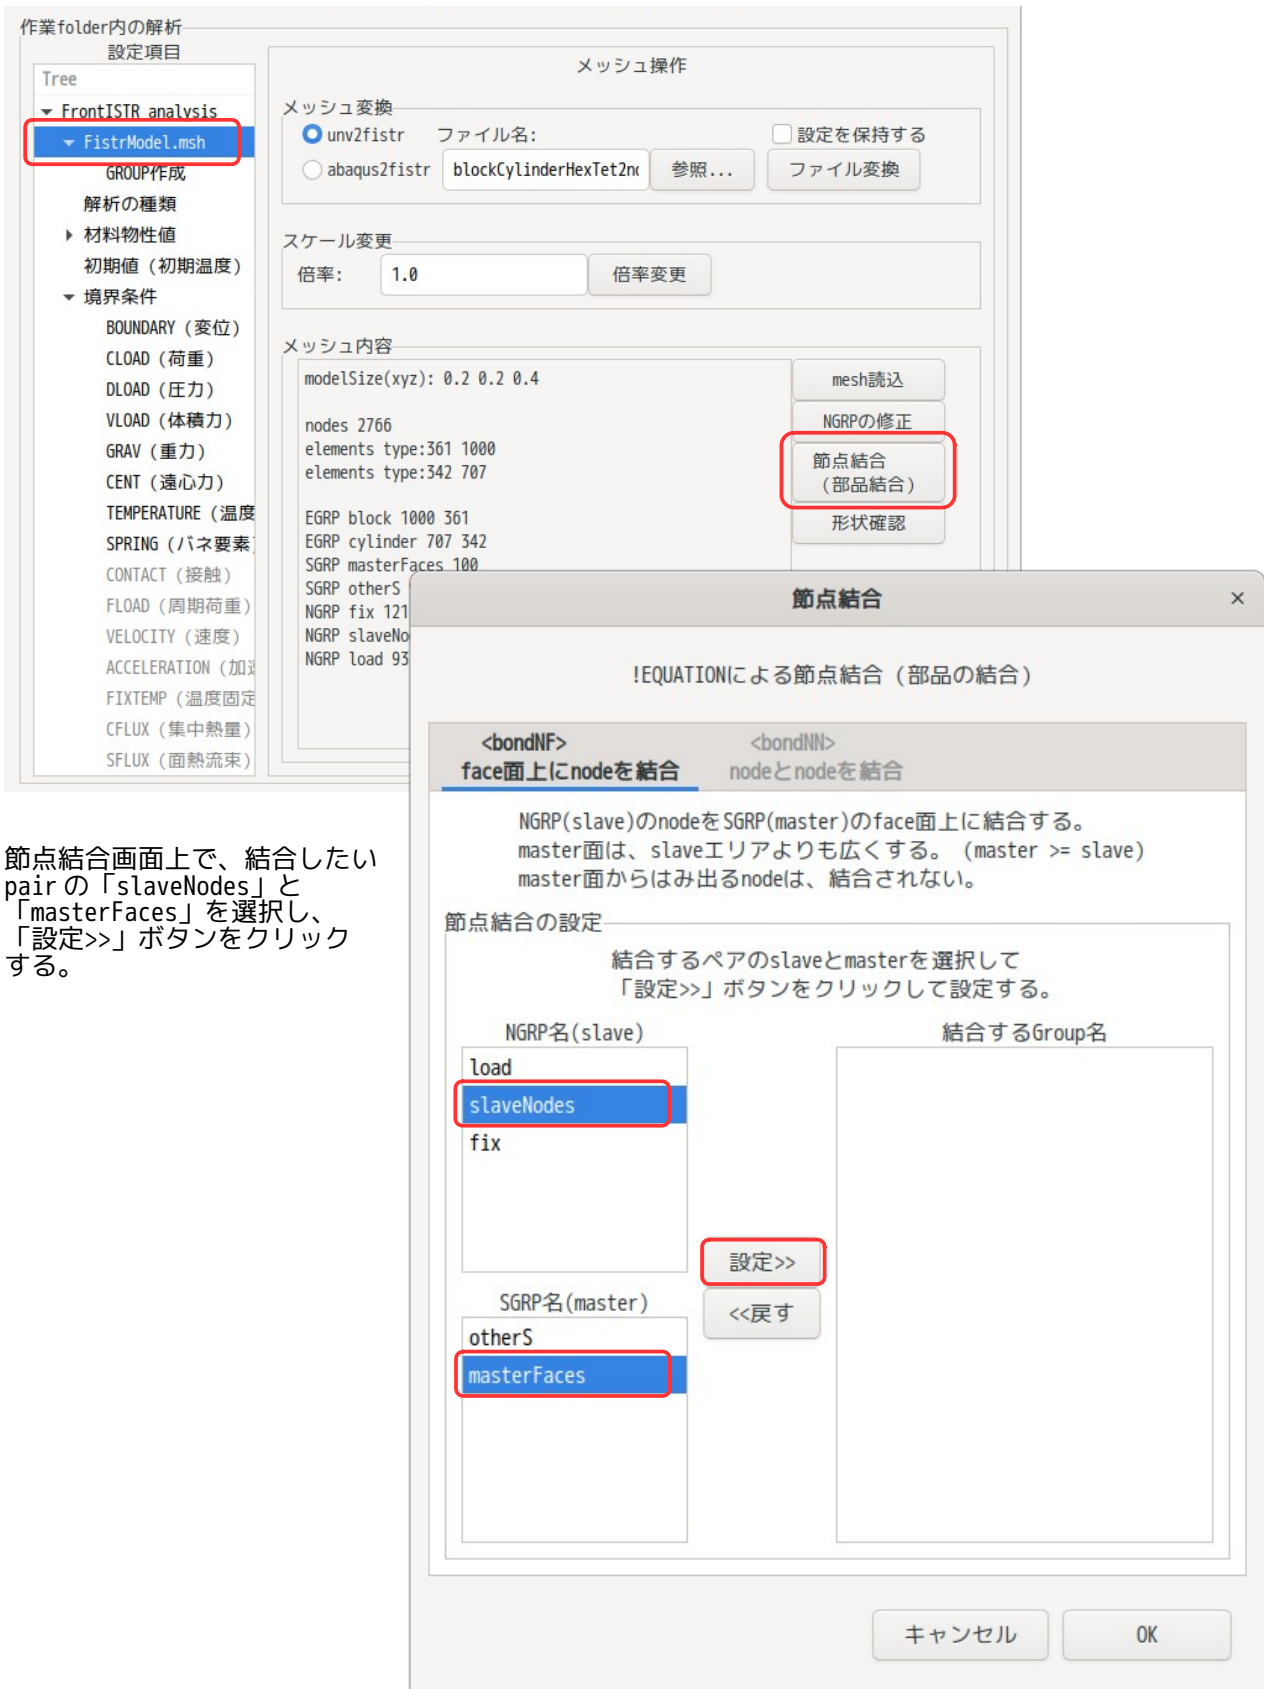 作業folder内の解析
設定項目
Tree
FrontISTR analysis
FistrModel.msh
GROUP作成
解析の種類
材料物性値
初期値（初期温度）
境界条件
BOUNDARY（変位）
CLOAD（荷重）
DLOAD（圧力）
VLOAD（体積力）
GRAV（重力）
CENT（遠心力）
TEMPERATURE（温度
SPRING（バネ要素
CONTACT（接触）
FLOAD（周期荷重）
VELOCITY（速度）
ACCELERATION（加速
FIXTEMP（温度固定
CFLUX（集中熱量）
SFLUX（面熱流束）
メッシュ操作
メッシュ変換
unv2fistr ファイル名: 設定を保持する
abaqus2fistr blockCylinderHexTet2nd 参照... ファイル変換
スケール変更
倍率: 1.0 倍率変更
メッシュ内容
modelSize(xyz): 0.2 0.2 0.4
nodes 2766
elements type:361 1000
elements type:342 707
EGRP block 1000 361
EGRP cylinder 707 342
SGRP masterFaces 100
SGRP otherS
NGRP fix 121
NGRP slaveNo
NGRP load 93
mesh読込
NGRPの修正
節点結合
（部品結合）
形状確認
節点結合 ×
!EQUATIONによる節点結合（部品の結合）
<bondNF> <bondNN>
face面上にnodeを結合 nodeとnodeを結合
NGRP(slave)のnodeをSGRP(master)のface面上に結合する。
master面は、slaveエリアよりも広くする。（master >= slave)
master面からはみ出るnodeは、結合されない。
節点結合の設定
結合するペアのslaveとmasterを選択して
「設定>>」ボタンをクリックして設定する。
NGRP名(slave) 結合するGroup名
load
slaveNodes
fix
設定>>
<<戻す
SGRP名(master)
otherS
masterFaces
キャンセル OK
節点結合画面上で、結合したい
pairの「slaveNodes」と
「masterFaces」を選択し、
「設定>>」ボタンをクリック
する。